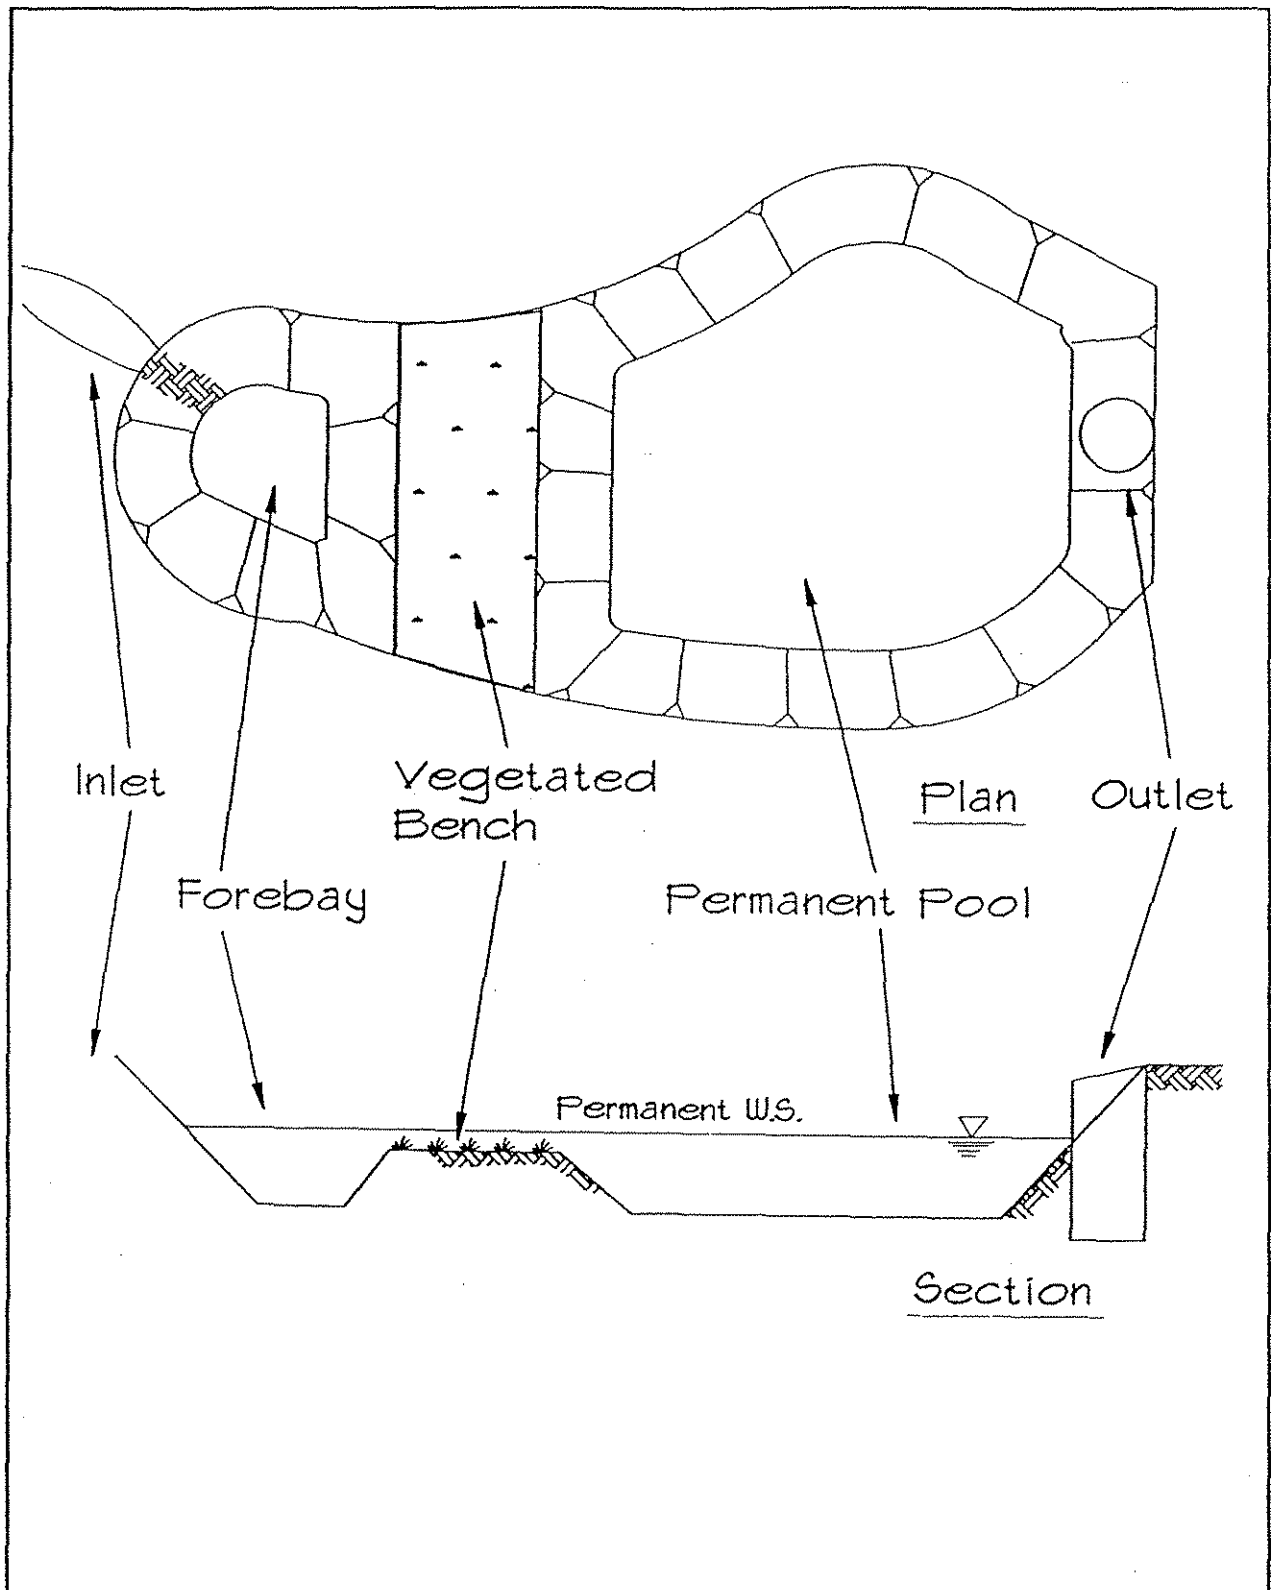 Inlet
Vegetated
Bench
Plan
Outlet
Forebay
Permanent Pool
Permanent W.S.
Section